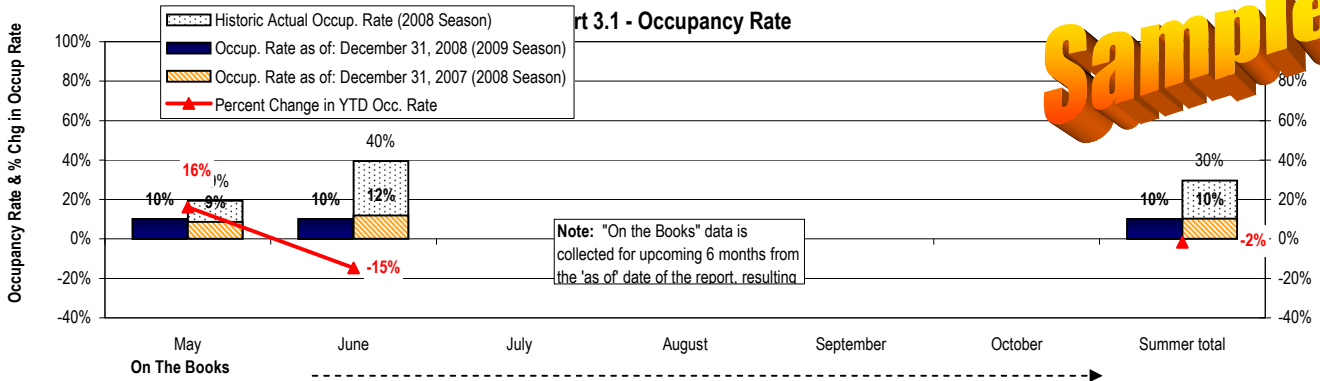 rt 3.1 - Occupancy Rate
Historic Actual Occup. Rate (2008 Season)
Occup. Rate as of: December 31, 2008 (2009 Season)
Occup. Rate as of: December 31, 2007 (2008 Season)
Percent Change in YTD Occ. Rate
Sample
Occupancy Rate & % Chg in Occup Rate
100%
80%
60%
40%
20%
0%
-20%
-40%
80%
60%
40%
20%
0%
-20%
-40%
16%
10%
9%
10%
40%
12%
-15%
30%
10%
10%
-2%
Note: "On the Books" data is
collected for upcoming 6 months from
the 'as of' date of the report, resulting
May
June
July
August
September
October
Summer total
On The Books